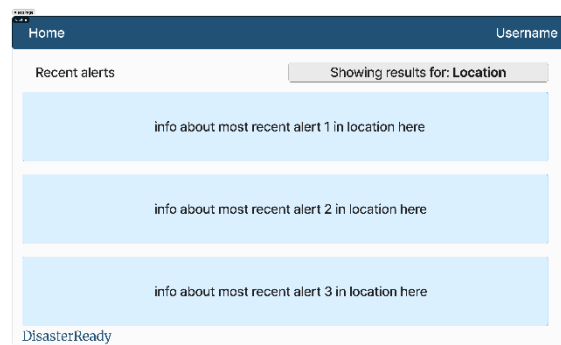 Home
Username
Recent alerts
Showing results for: Location
info about most recent alert 1 in location here
info about most recent alert 2 in location here
info about most recent alert 3 in location here
DisasterReady